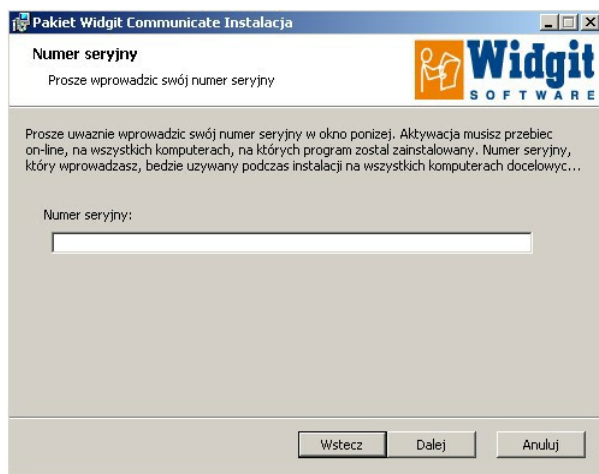 Pakiet Widgit Communicate Instalacja
Numer seryjny
Prosze wprowadzic swój numer seryjny
Widgit
SOFTWARE
Prosze uwaznie wprowadzic swój numer seryjny w okno ponizej. Aktywacja musisz przebiec
on-line, na wszystkich komputerach, na których program zostal zainstalowany. Numer seryjny,
który wprowadzasz, bedzie uzywany podczas instalacji na wszystkich komputerach docelowyc...
Numer seryjny:
Wstecz Dalej Anuluj